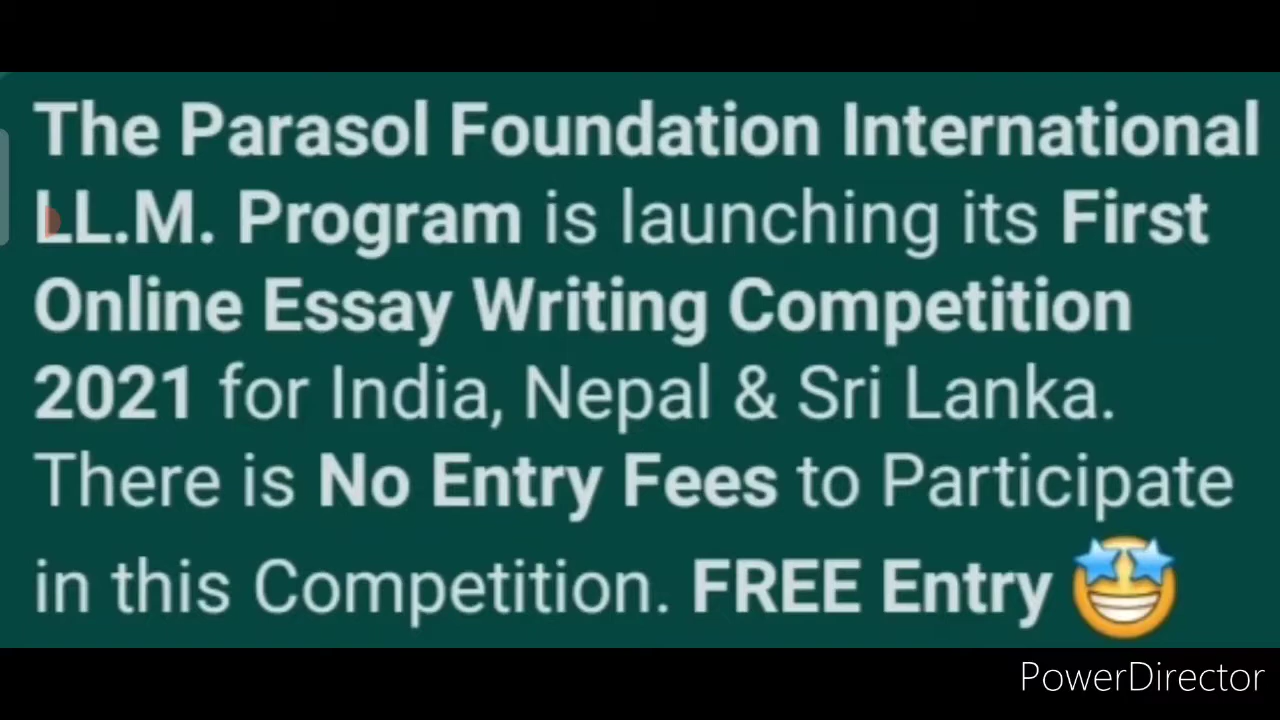 The Parasol Foundation International
LL.M. Program is launching its First
Online Essay Writing Competition
2021 for India, Nepal & Sri Lanka.
There is No Entry Fees to Participate
in this Competition. FREE Entry 🤩
PowerDirector